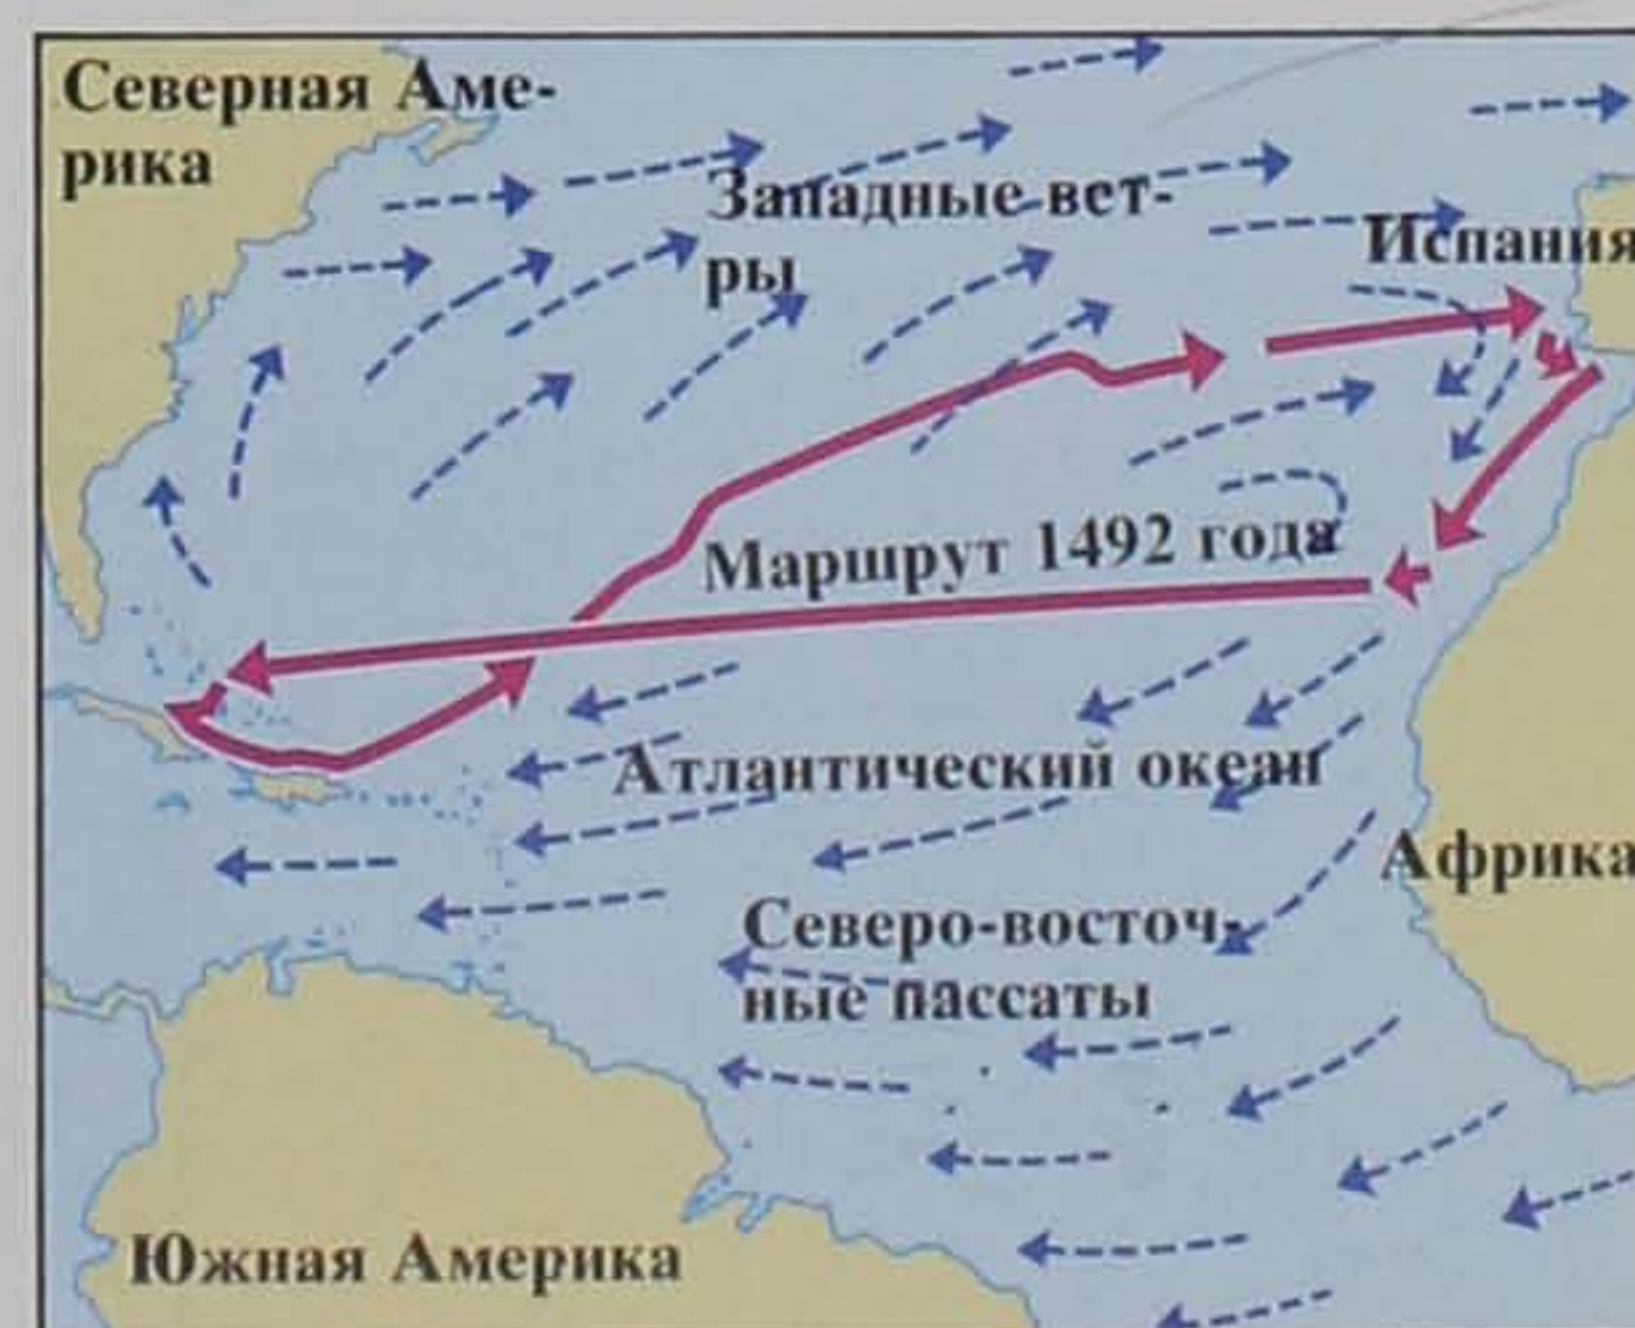 Северная Аме-
рика
Западные вет-
ры
Испания
Маршрут 1492 года
Атлантический океан
Африка
Северо-восточ-
ные пассаты
Южная Америка